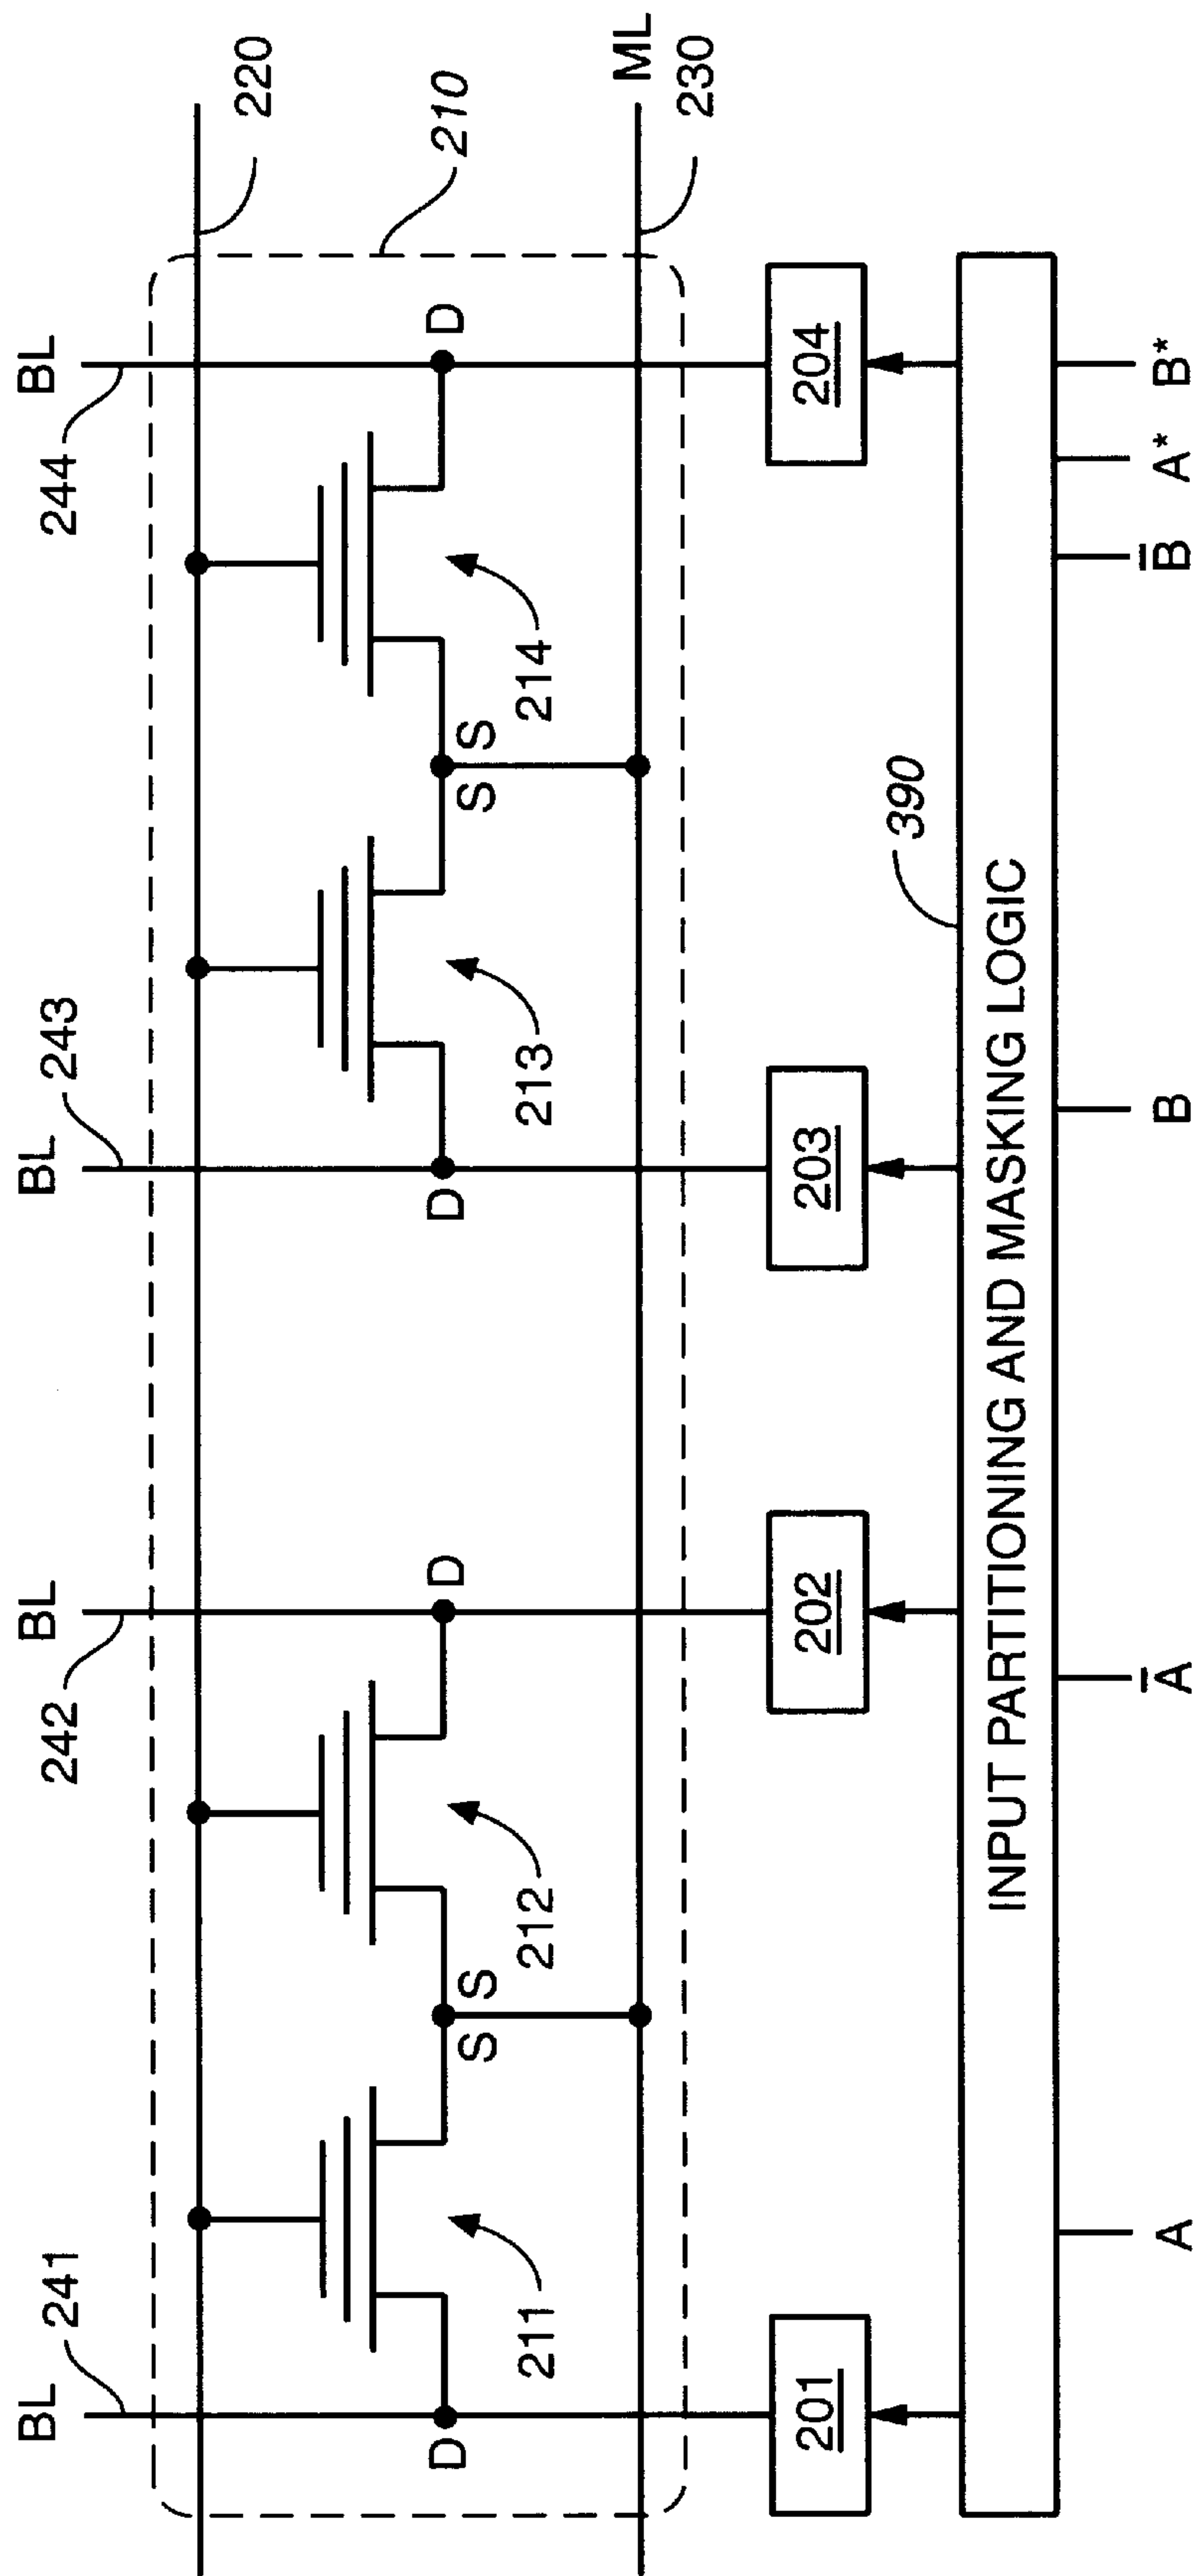 BL 241
242 BL
BL 243
244 BL
220
210
D
S S
D
D
S S
D
211
212
213
214
ML
230
201
202
203
204
390
INPUT PARTITIONING AND MASKING LOGIC
A
A̅
B
B̅
A*
B*